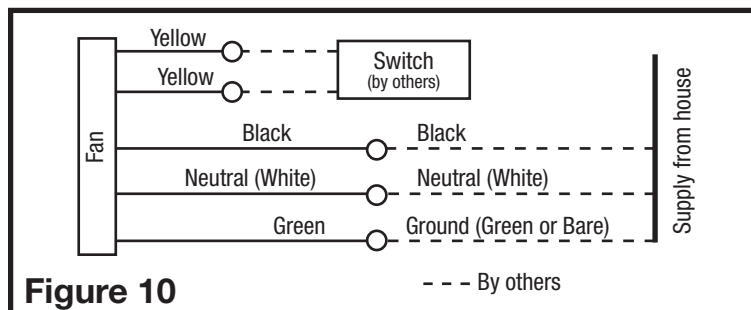 Yellow
Yellow
Switch
(by others)
Fan
Black
Black
Neutral (White)
Neutral (White)
Green
Ground (Green or Bare)
Supply from house
Figure 10
By others